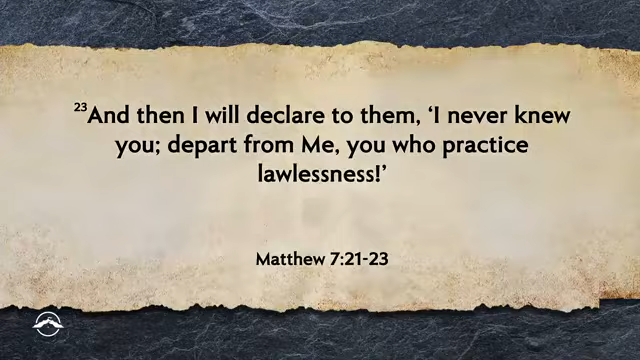 ²³And then I will declare to them, ‘I never knew
you; depart from Me, you who practice
lawlessness!’
Matthew 7:21-23